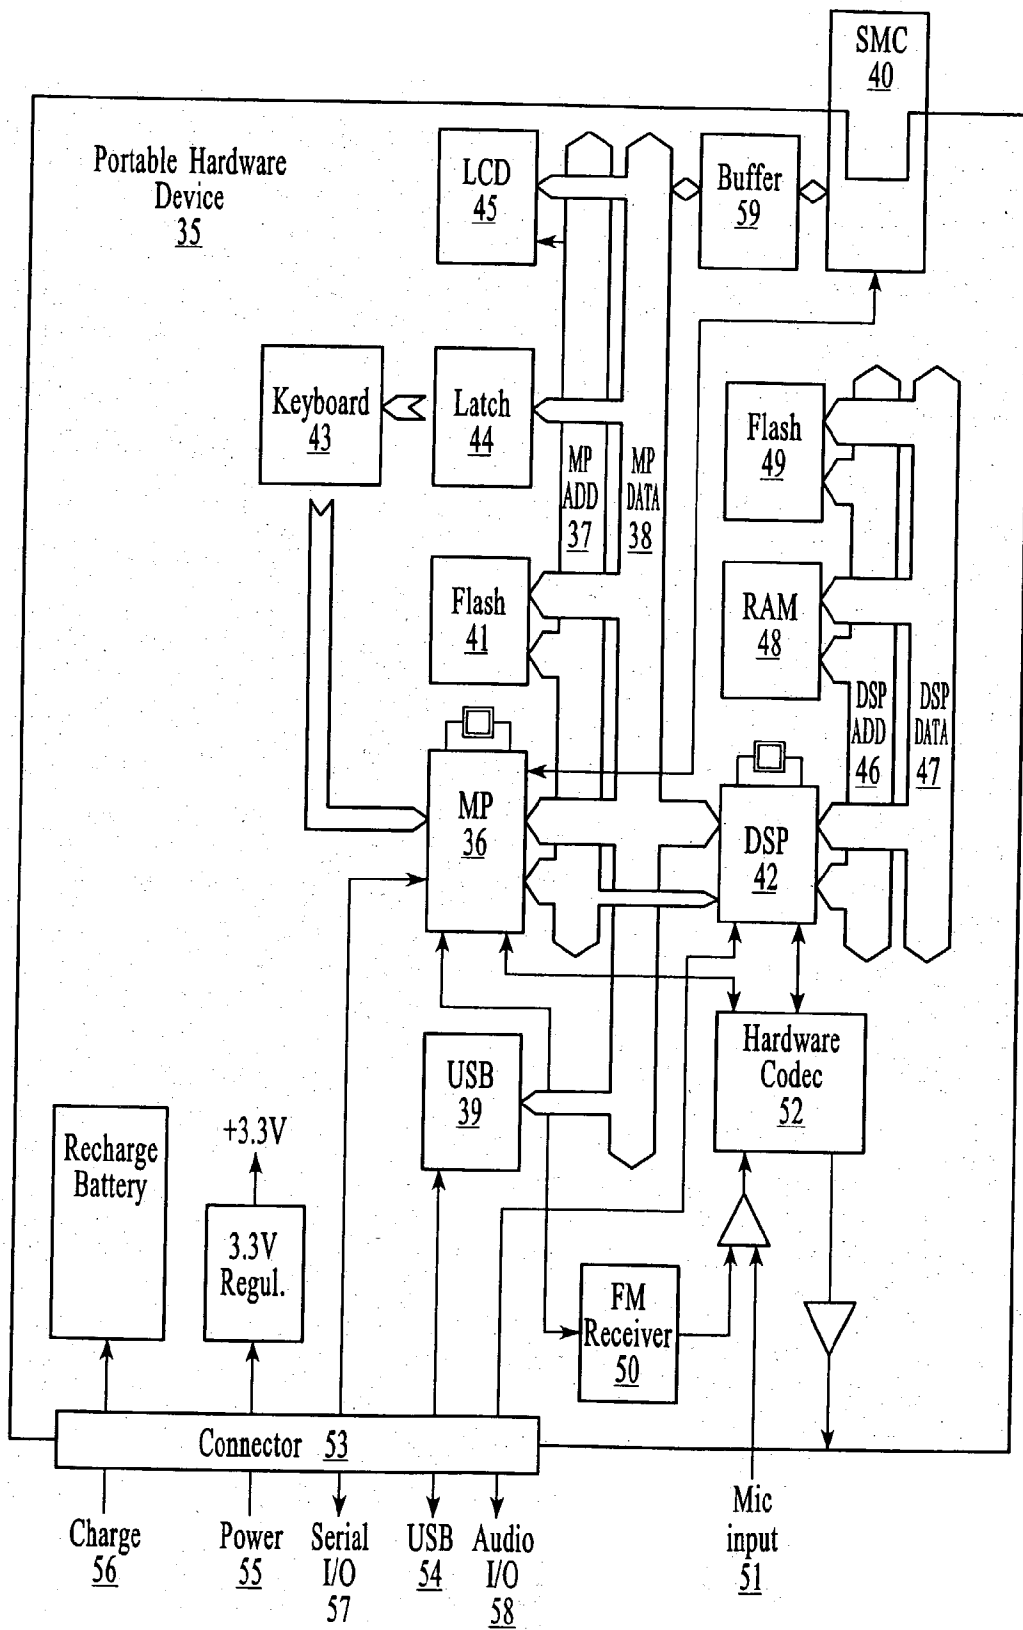 SMC
40
Portable Hardware
Device
35
LCD
45
Buffer
59
Keyboard
43
Latch
44
MP
ADD
37
MP
DATA
38
Flash
49
Flash
41
RAM
48
DSP
ADD
46
DSP
DATA
47
MP
36
DSP
42
USB
39
Hardware
Codec
52
Recharge
Battery
+3.3V
3.3V
Regul.
FM
Receiver
50
Connector 53
Charge
56
Power
55
Serial
I/O
57
USB
54
Audio
I/O
58
Mic
input
51